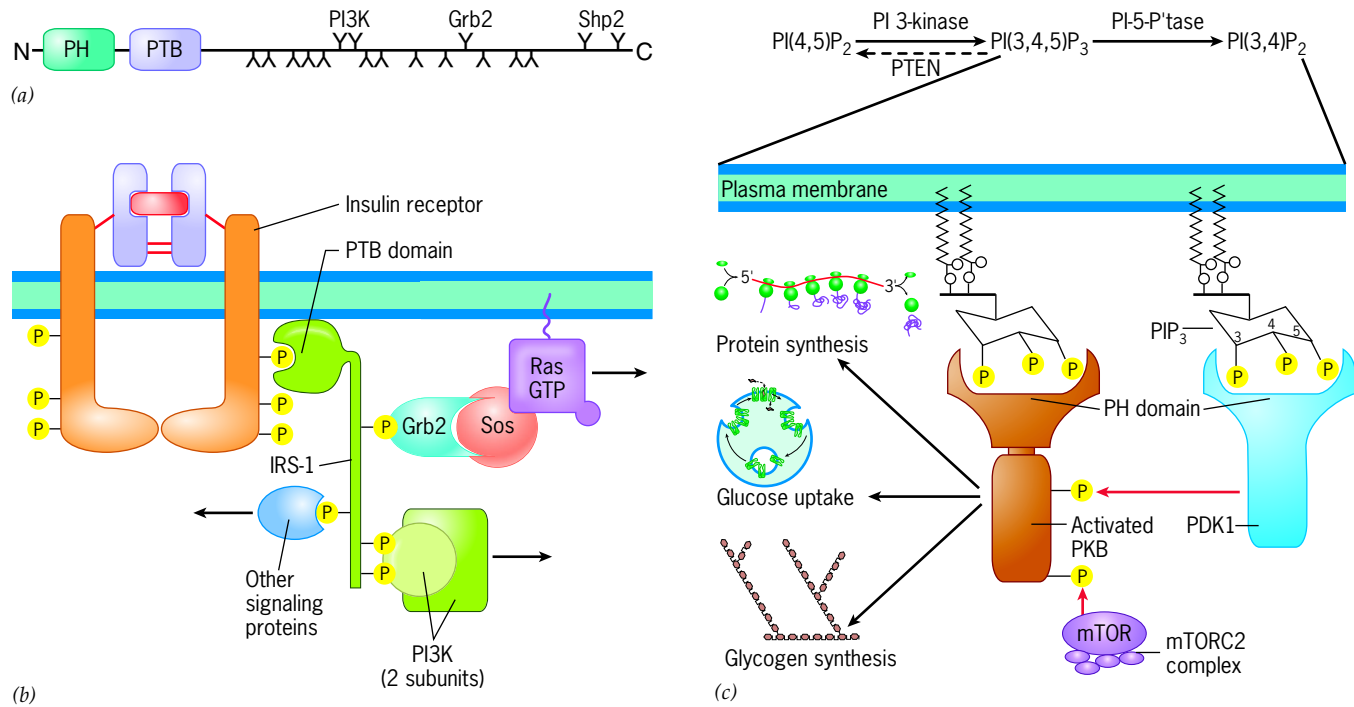 PI3K Grb2 Shp2
N PH PTB C
(a)
Insulin receptor
PTB domain
P
P
P
P
P
P
Ras
GTP
P
Grb2
Sos
IRS-1
P
P
P
Other
signaling
proteins
PI3K
(2 subunits)
(b)
PI 3-kinase PI-5-P'tase
PI(4,5)P2 PI(3,4,5)P3 PI(3,4)P2
PTEN
Plasma membrane
5'
3'
Protein synthesis
PIP3
3
4
5
P
P
P
P
P
P
PH domain
Glucose uptake
P
Activated
PKB
PDK1
P
mTOR
mTORC2
complex
Glycogen synthesis
(c)